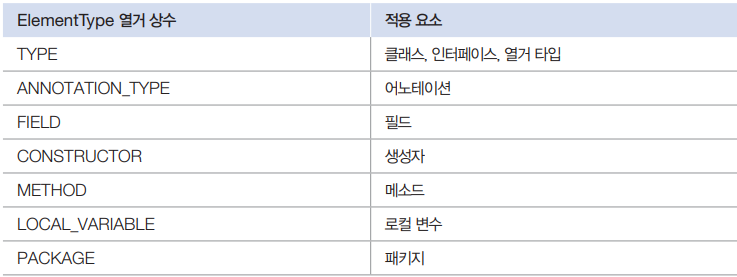 ElementType 열거 상수 적용 요소
TYPE 클래스, 인터페이스, 열거 타입
ANNOTATION_TYPE 어노테이션
FIELD 필드
CONSTRUCTOR 생성자
METHOD 메소드
LOCAL_VARIABLE 로컬 변수
PACKAGE 패키지